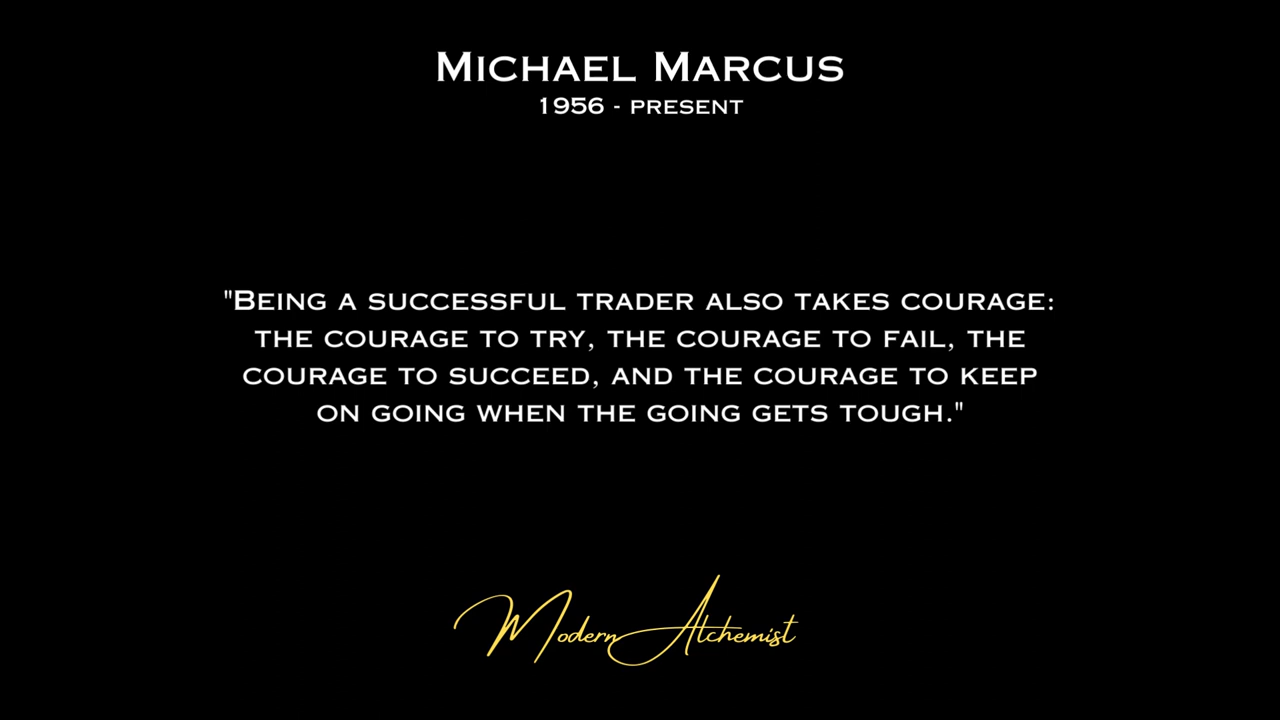 MICHAEL MARCUS
1956 - PRESENT
"BEING A SUCCESSFUL TRADER ALSO TAKES COURAGE:
THE COURAGE TO TRY, THE COURAGE TO FAIL, THE
COURAGE TO SUCCEED, AND THE COURAGE TO KEEP
ON GOING WHEN THE GOING GETS TOUGH."
Modern Alchemist